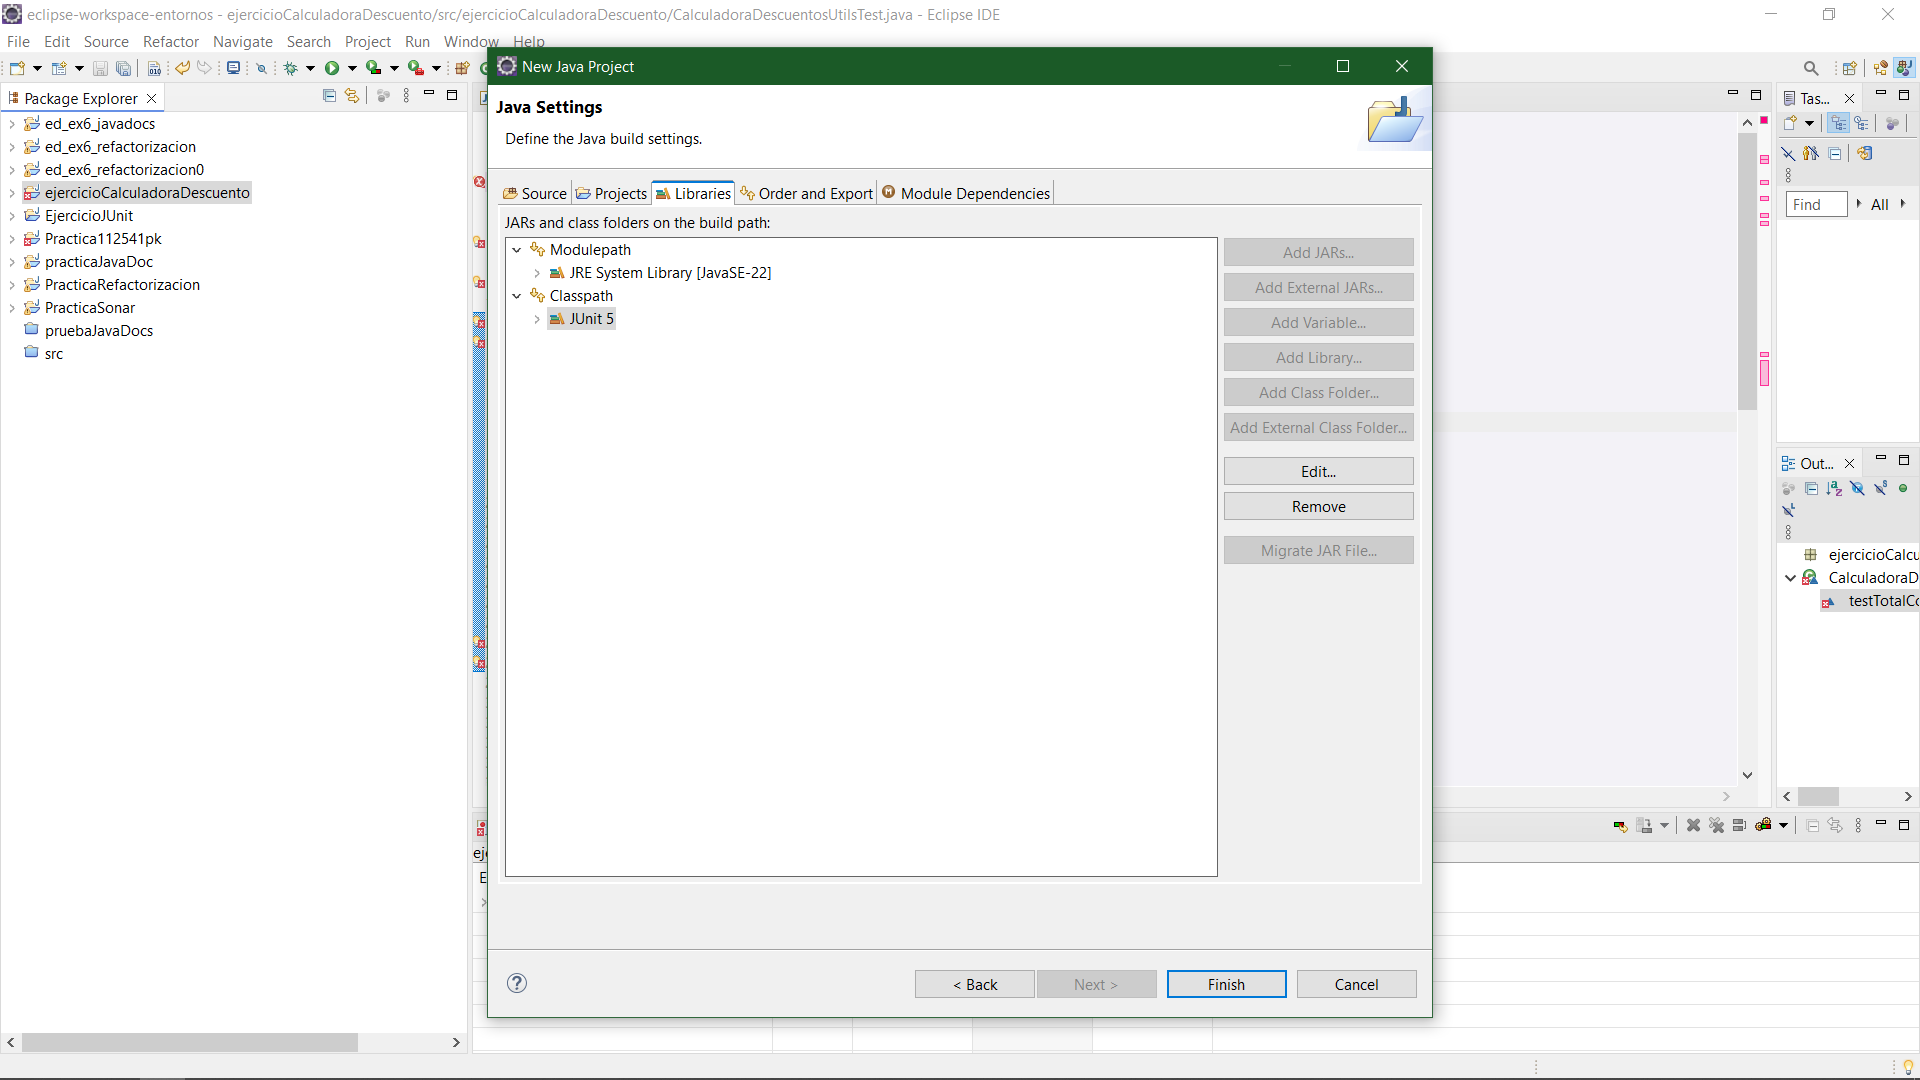 eclipse-workspace-entornos - ejercicioCalculadoraDescuento/src/ejercicioCalculadoraDescuento/CalculadoraDescuentosUtilsTest.java - Eclipse IDE
File Edit Source Refactor Navigate Search Project Run Window Help
Package Explorer
ed_ex6_javadocs
ed_ex6_refactorizacion
ed_ex6_refactorizacion0
ejercicioCalculadoraDescuento
EjercicioJUnit
Practica112541pk
practicaJavaDoc
PracticaRefactorizacion
PracticaSonar
pruebaJavaDocs
src
New Java Project
Java Settings
Define the Java build settings.
Source Projects Libraries Order and Export Module Dependencies
JARs and class folders on the build path:
Modulepath
JRE System Library [JavaSE-22]
Classpath
JUnit 5
Add JARs...
Add External JARs...
Add Variable...
Add Library...
Add Class Folder...
Add External Class Folder...
Edit...
Remove
Migrate JAR File...
< Back Next > Finish Cancel
Tas...
Find All
Out...
ejercicioCalcu
CalculadoraD
testTotalCo
eje
E